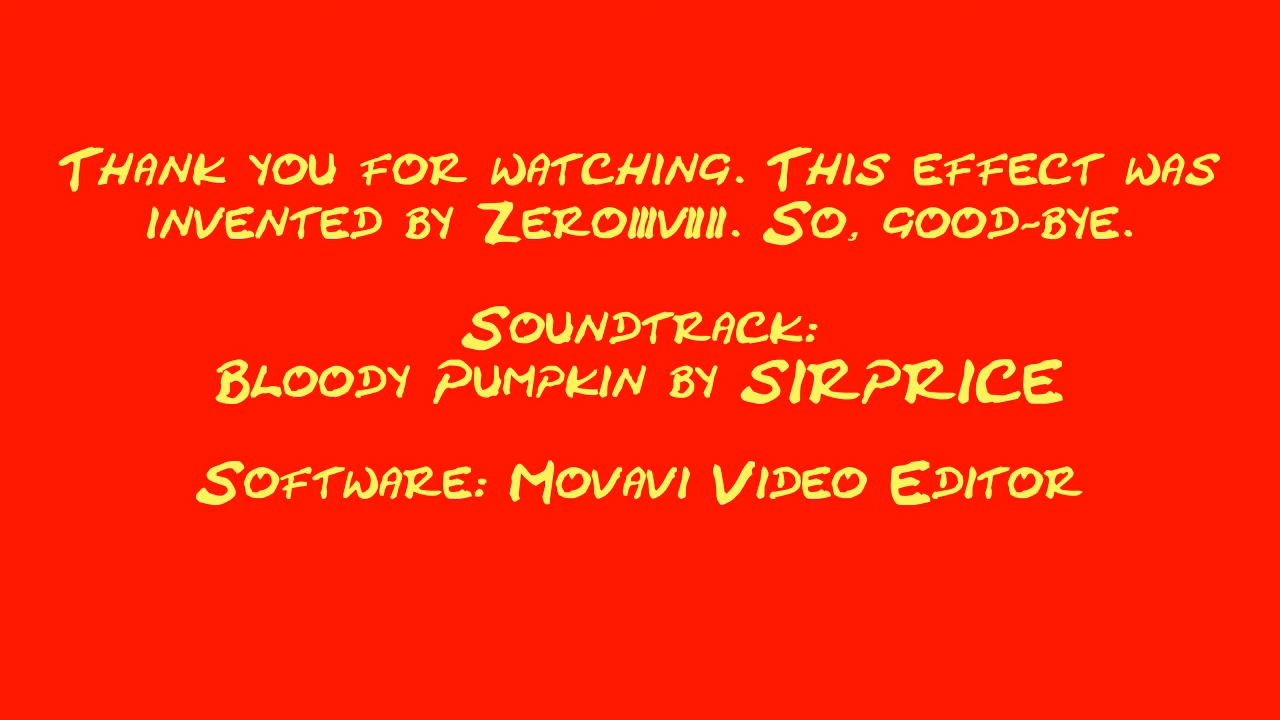 Thank you for watching. This effect was
invented by ZeroIIIVIIII. So, good-bye.
Soundtrack:
Bloody Pumpkin by SIRPRICE
Software: Movavi Video Editor